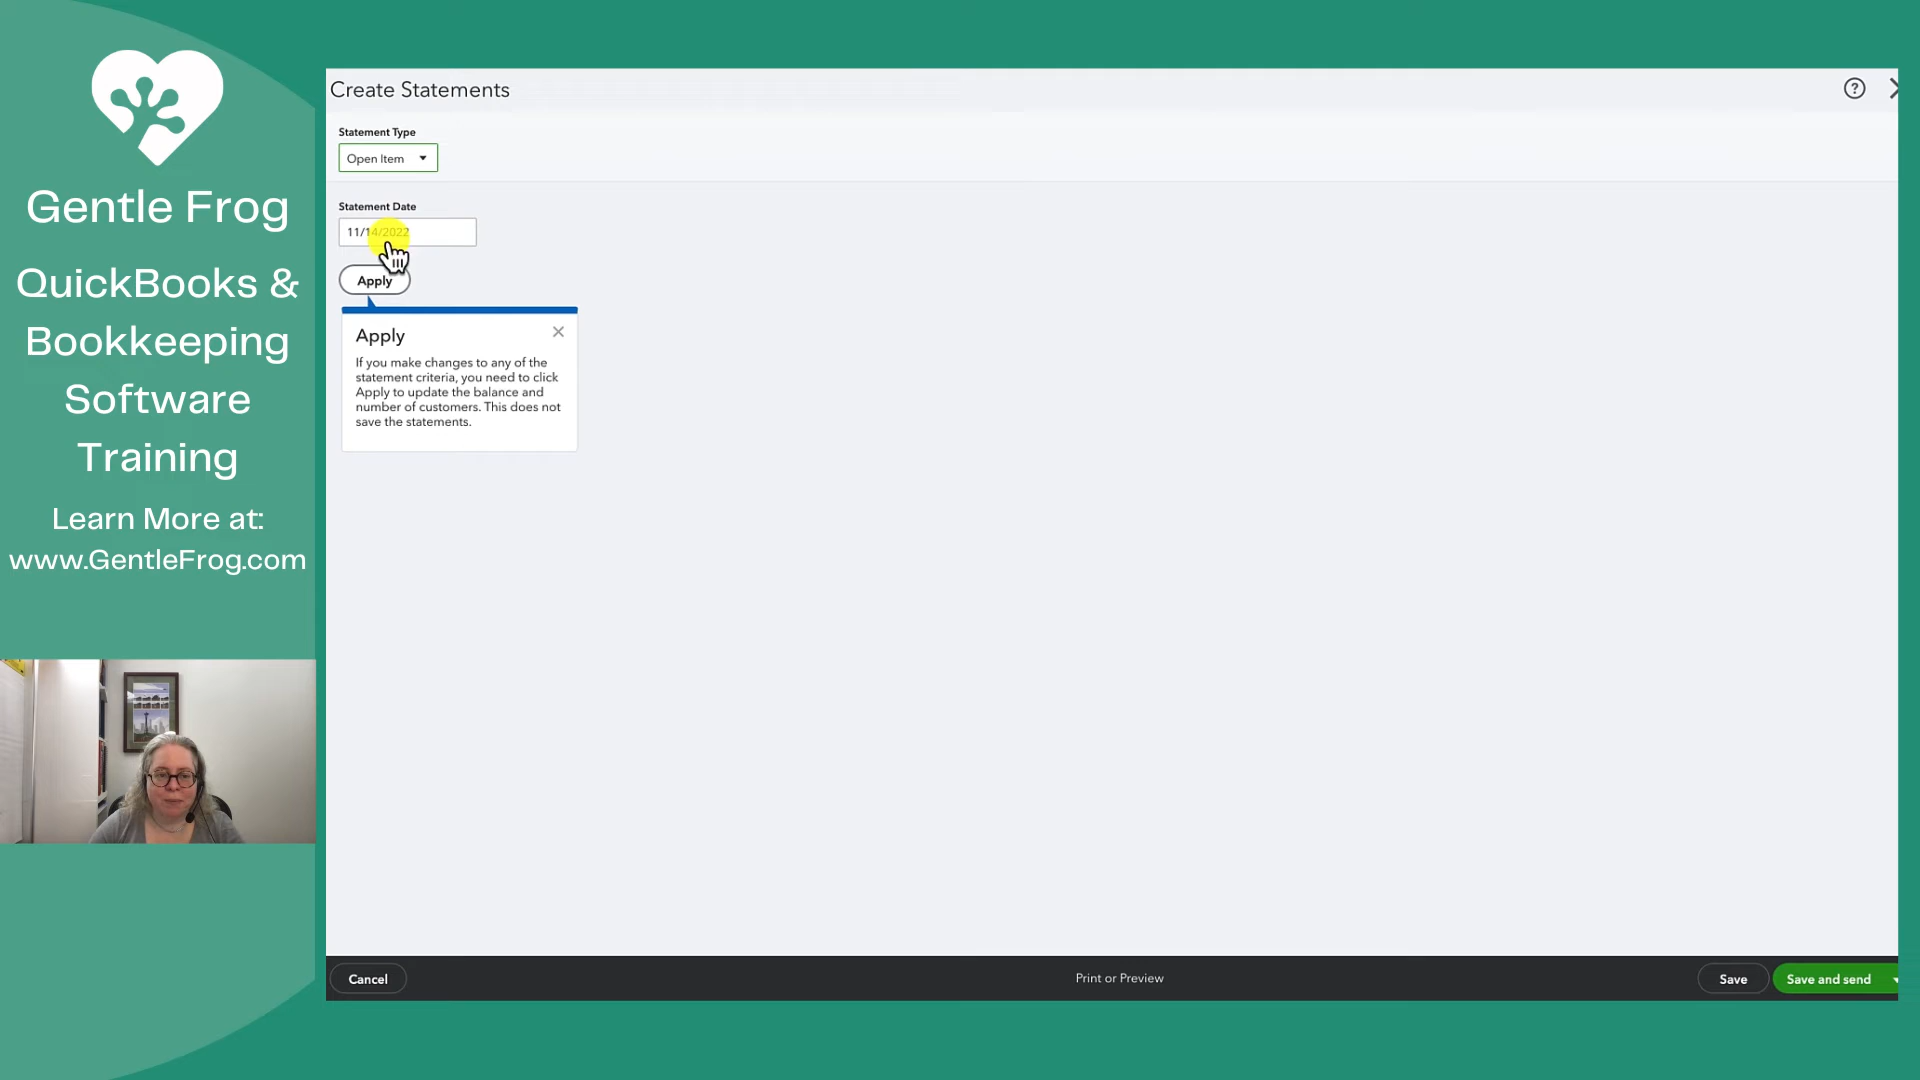 Gentle Frog
QuickBooks &
Bookkeeping
Software
Training
Learn More at:
www.GentleFrog.com
Create Statements
Statement Type
Open Item
Statement Date
11/14/2022
Apply
Apply
If you make changes to any of the
statement criteria, you need to click
Apply to update the balance and
number of customers. This does not
save the statements.
Cancel
Print or Preview
Save
Save and send